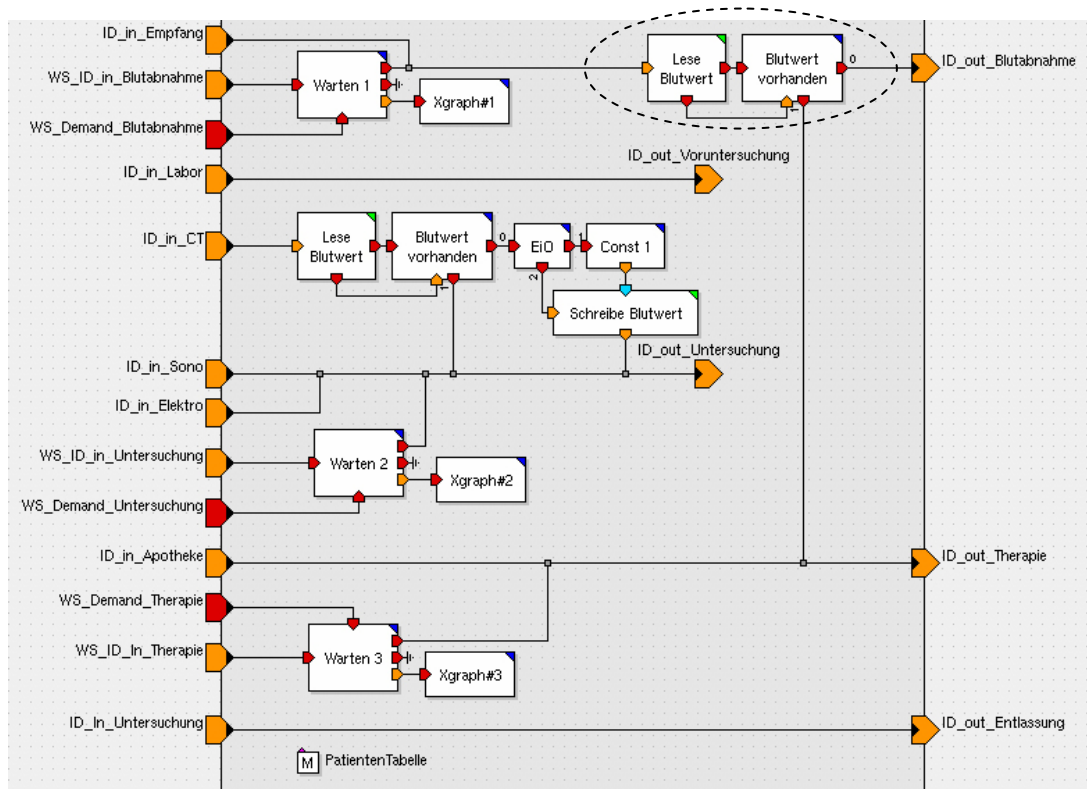 ID_in_Empfang
WS_ID_in_Blutabnahme
WS_Demand_Blutabnahme
ID_in_Labor
ID_in_CT
ID_in_Sono
ID_in_Elektro
WS_ID_in_Untersuchung
WS_Demand_Untersuchung
ID_in_Apotheke
WS_Demand_Therapie
WS_ID_In_Therapie
ID_In_Untersuchung
Warten 1
Xgraph#1
Lese
Blutwert
Blutwert
vorhanden
0
1
ID_out_Blutabnahme
ID_out_Voruntersuchung
Lese
Blutwert
Blutwert
vorhanden
0
1
EiO
1
2
Const 1
Schreibe Blutwert
ID_out_Untersuchung
Warten 2
Xgraph#2
ID_out_Therapie
Warten 3
Xgraph#3
ID_out_Entlassung
M
PatientenTabelle